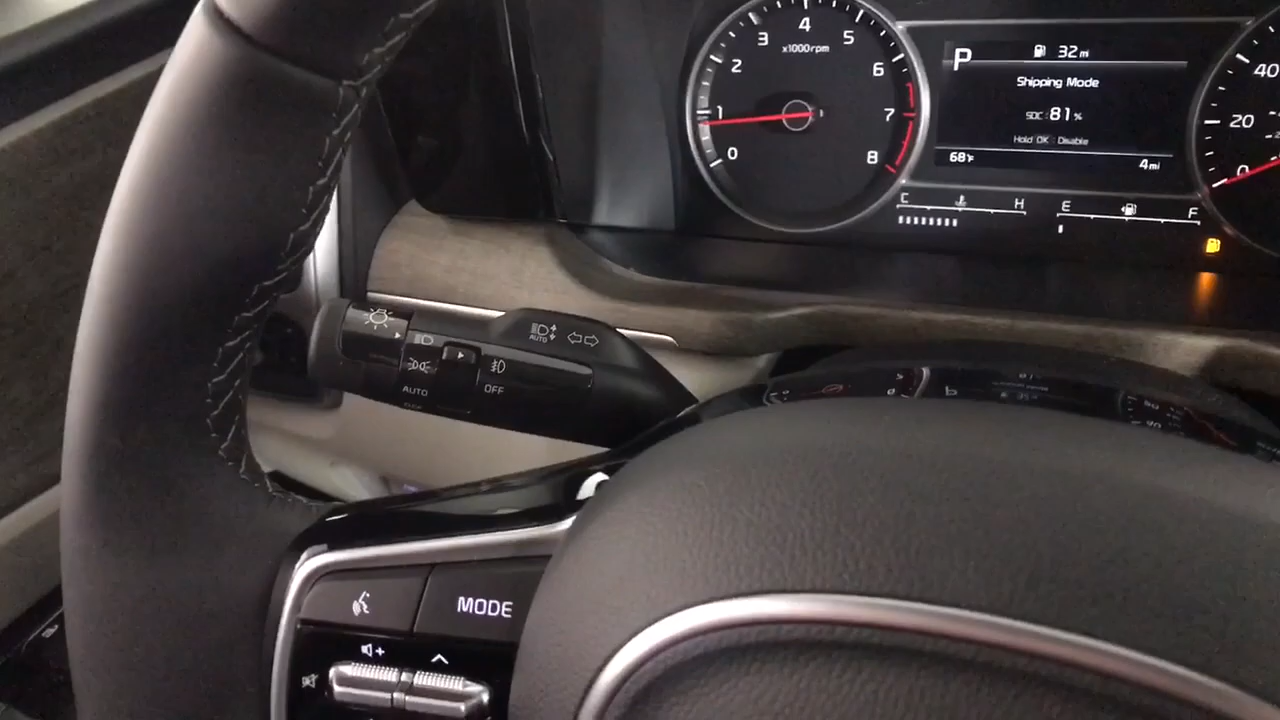 4
3
5
x1000rpm
2
6
1
7
0
8
P
32mi
Shipping Mode
SOC : 81%
Hold OK : Disable
68°F
4mi
C
H
E
F
40
20
0
AUTO
AUTO
OFF
MODE